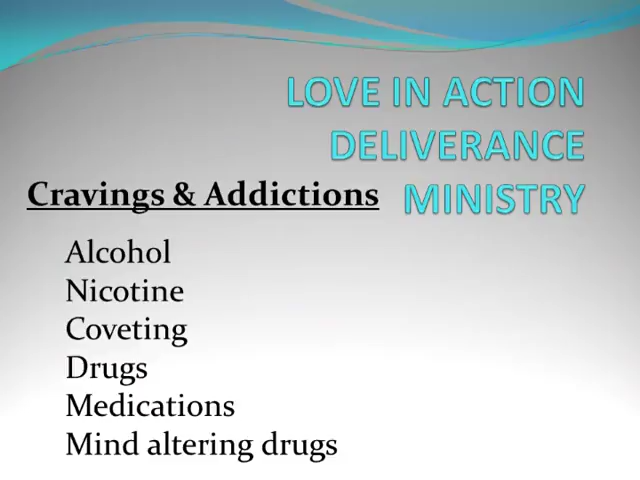 LOVE IN ACTION
DELIVERANCE
MINISTRY
Cravings & Addictions
Alcohol
Nicotine
Coveting
Drugs
Medications
Mind altering drugs